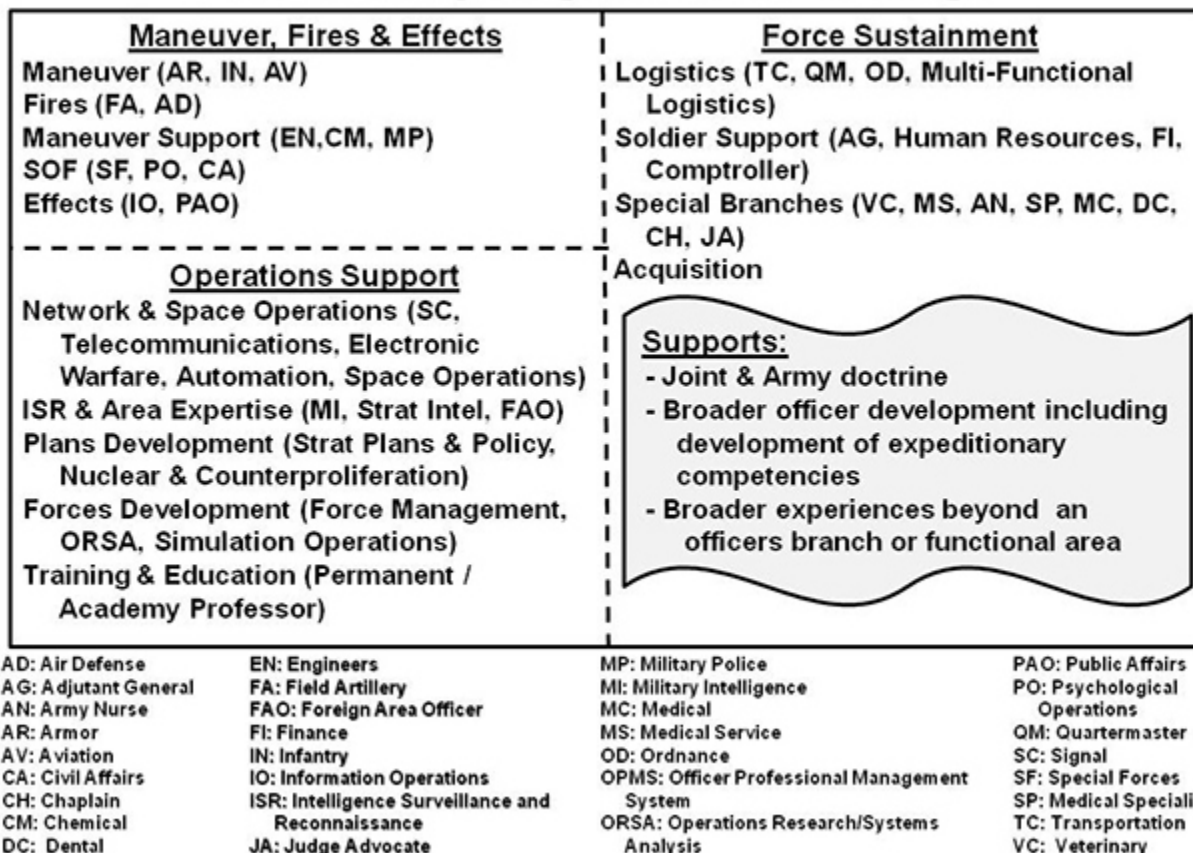 Maneuver, Fires & Effects
Maneuver (AR, IN, AV)
Fires (FA, AD)
Maneuver Support (EN,CM, MP)
SOF (SF, PO, CA)
Effects (IO, PAO)
Operations Support
Network & Space Operations (SC,
Telecommunications, Electronic
Warfare, Automation, Space Operations)
ISR & Area Expertise (MI, Strat Intel, FAO)
Plans Development (Strat Plans & Policy,
Nuclear & Counterproliferation)
Forces Development (Force Management,
ORSA, Simulation Operations)
Training & Education (Permanent /
Academy Professor)
Force Sustainment
Logistics (TC, QM, OD, Multi-Functional
Logistics)
Soldier Support (AG, Human Resources, FI,
Comptroller)
Special Branches (VC, MS, AN, SP, MC, DC,
CH, JA)
Acquisition
Supports:
- Joint & Army doctrine
- Broader officer development including
development of expeditionary
competencies
- Broader experiences beyond an
officers branch or functional area
AD: Air Defense
AG: Adjutant General
AN: Army Nurse
AR: Armor
AV: Aviation
CA: Civil Affairs
CH: Chaplain
CM: Chemical
DC: Dental
EN: Engineers
FA: Field Artillery
FAO: Foreign Area Officer
FI: Finance
IN: Infantry
IO: Information Operations
ISR: Intelligence Surveillance and
Reconnaissance
JA: Judge Advocate
MP: Military Police
MI: Military Intelligence
MC: Medical
MS: Medical Service
OD: Ordnance
OPMS: Officer Professional Management
System
ORSA: Operations Research/Systems
Analysis
PAO: Public Affairs
PO: Psychological
Operations
QM: Quartermaster
SC: Signal
SF: Special Forces
SP: Medical Speciali
TC: Transportation
VC: Veterinary